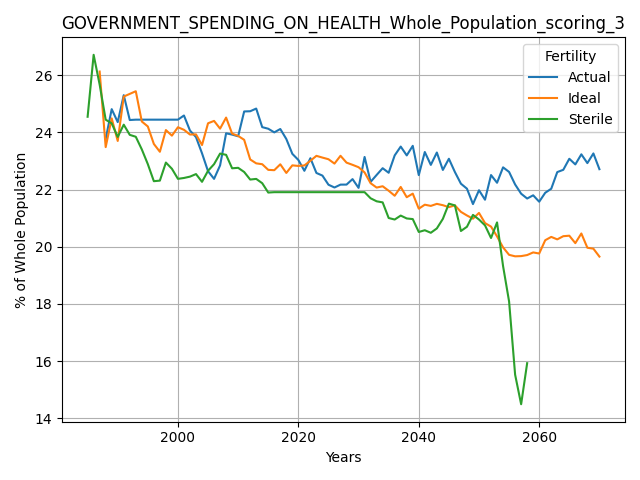 GOVERNMENT_SPENDING_ON_HEALTH_Whole_Population_scoring_3
Fertility
Actual
Ideal
Sterile
% of Whole Population
26
24
22
20
18
16
14
2000
2020
2040
2060
Years